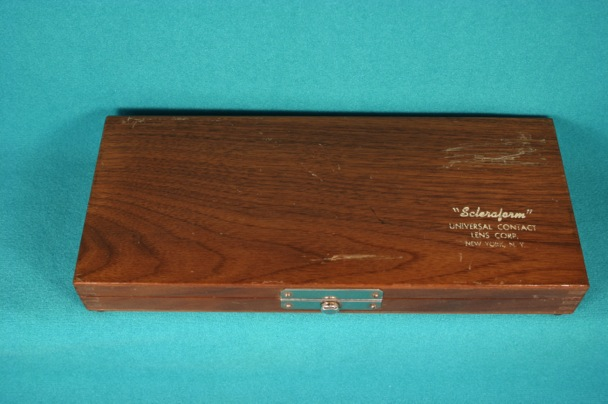 "Scleraform"
UNIVERSAL CONTACT
LENS CORP.
NEW YORK, N. Y.